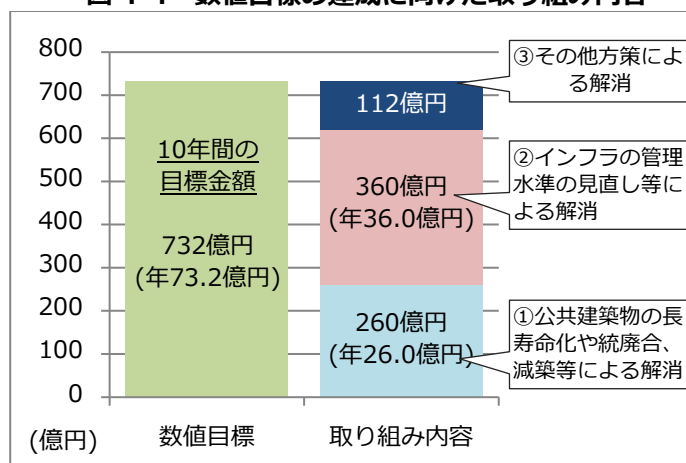 800
700
600
500
400
300
200
100
0
(億円)
10年間の
目標金額
732億円
(年73.2億円)
112億円
360億円
(年36.0億円)
260億円
(年26.0億円)
③その他方策によ
る解消
②インフラの管理
水準の見直し等に
よる解消
①公共建築物の長
寿命化や統廃合、
減築等による解消
数値目標
取り組み内容